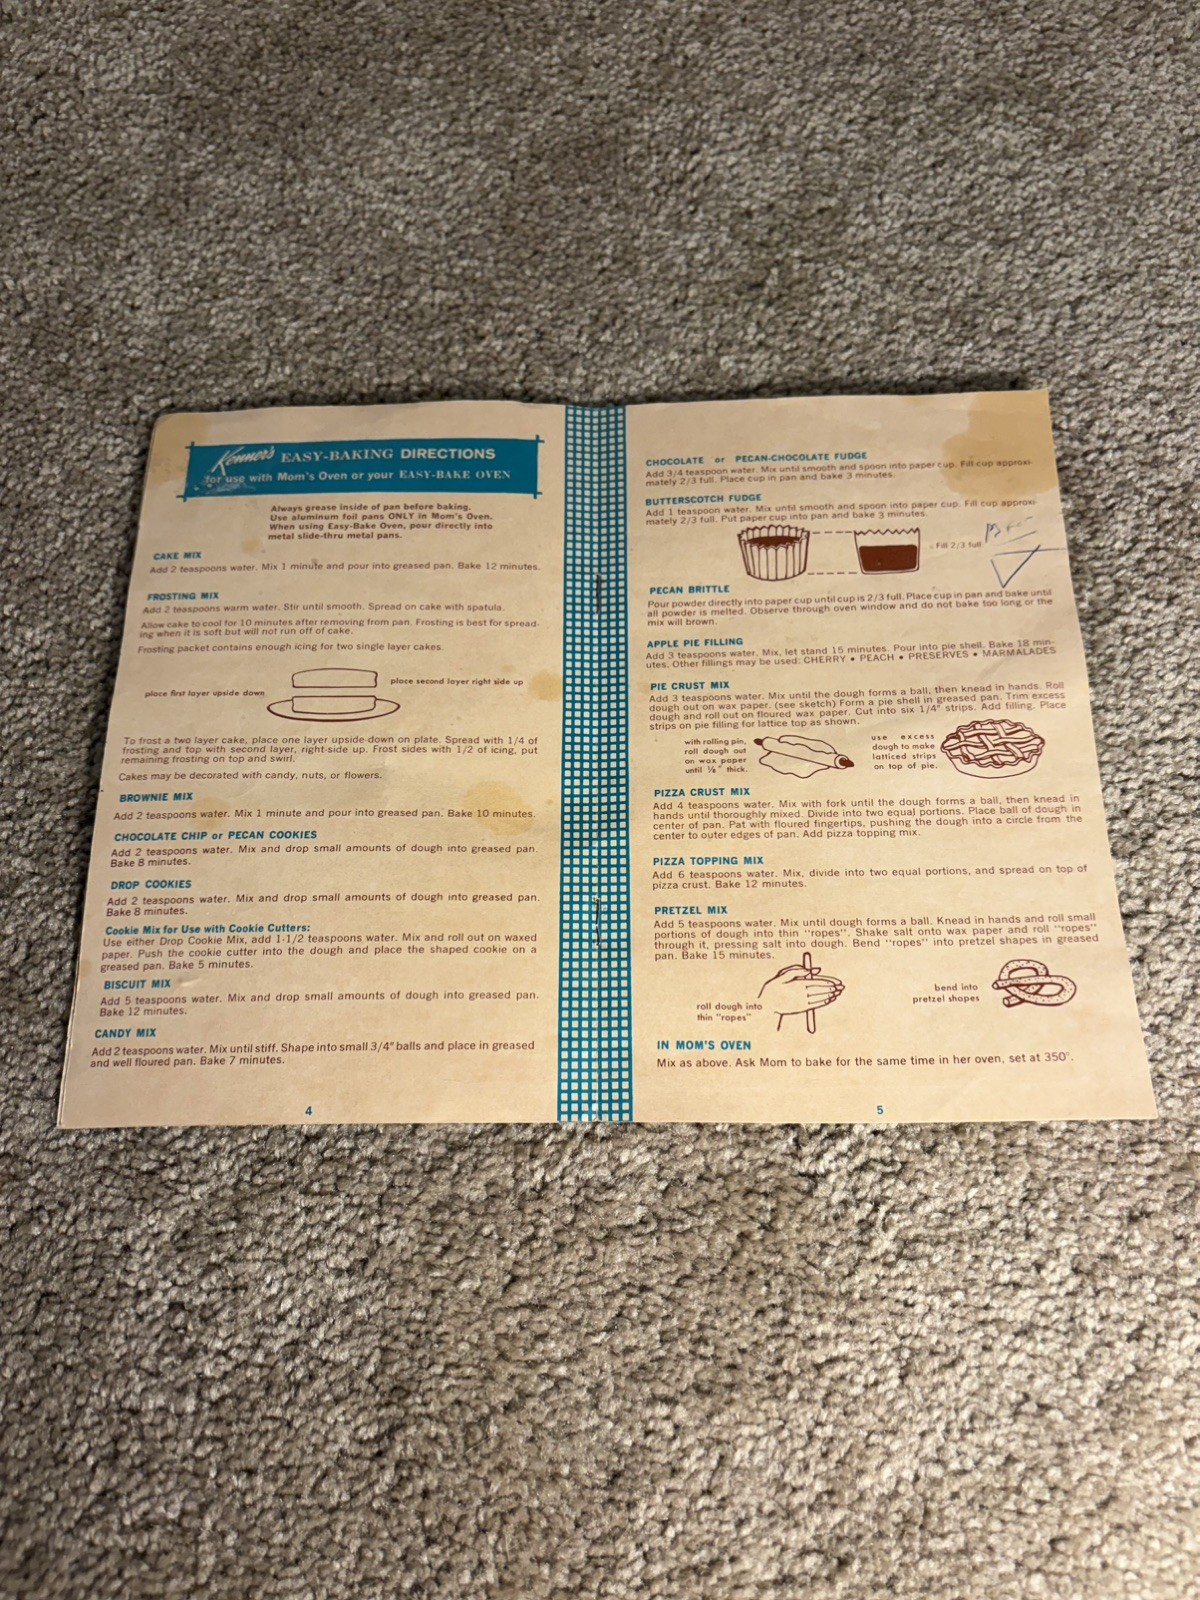 Kenner's EASY-BAKING DIRECTIONS
for use with Mom's Oven or your EASY-BAKE OVEN
Always grease inside of pan before baking.
Use aluminum foil pans ONLY in Mom's Oven.
When using Easy-Bake Oven, pour directly into
metal slide-thru metal pans.
CAKE MIX
Add 2 teaspoons water. Mix 1 minute and pour into greased pan. Bake 12 minutes.
FROSTING MIX
Add 2 teaspoons warm water. Stir until smooth. Spread on cake with spatula.
Allow cake to cool for 10 minutes after removing from pan. Frosting is best for spread-
ing when it is soft but will not run off of cake.
Frosting packet contains enough icing for two single layer cakes.
place first layer upside down
place second layer right side up
To frost a two layer cake, place one layer upside-down on plate. Spread with 1/4 of
frosting and top with second layer, right-side up. Frost sides with 1/2 of icing, put
remaining frosting on top and swirl.
Cakes may be decorated with candy, nuts, or flowers.
BROWNIE MIX
Add 2 teaspoons water. Mix 1 minute and pour into greased pan. Bake 10 minutes.
CHOCOLATE CHIP or PECAN COOKIES
Add 2 teaspoons water. Mix and drop small amounts of dough into greased pan.
Bake 8 minutes.
DROP COOKIES
Add 2 teaspoons water. Mix and drop small amounts of dough into greased pan.
Bake 8 minutes.
Cookie Mix for Use with Cookie Cutters:
Use either Drop Cookie Mix, add 1-1/2 teaspoons water. Mix and roll out on waxed
paper. Push the cookie cutter into the dough and place the shaped cookie on a
greased pan. Bake 5 minutes.
BISCUIT MIX
Add 5 teaspoons water. Mix and drop small amounts of dough into greased pan.
Bake 12 minutes.
CANDY MIX
Add 2 teaspoons water. Mix until stiff. Shape into small 3/4" balls and place in greased
and well floured pan. Bake 7 minutes.
4
CHOCOLATE or PECAN-CHOCOLATE FUDGE
Add 3/4 teaspoon water. Mix until smooth and spoon into paper cup. Fill cup approxi-
mately 2/3 full. Place cup in pan and bake 3 minutes.
BUTTERSCOTCH FUDGE
Add 1 teaspoon water. Mix until smooth and spoon into paper cup. Fill cup approxi-
mately 2/3 full. Put paper cup into pan and bake 3 minutes.
Fill 2/3 full
PECAN BRITTLE
Pour powder directly into paper cup until cup is 2/3 full. Place cup in pan and bake until
all powder is melted. Observe through oven window and do not bake too long or the
mix will brown.
APPLE PIE FILLING
Add 3 teaspoons water. Mix, let stand 15 minutes. Pour into pie shell. Bake 18 min-
utes. Other fillings may be used: CHERRY • PEACH • PRESERVES • MARMALADES
PIE CRUST MIX
Add 3 teaspoons water. Mix until the dough forms a ball, then knead in hands. Roll
dough out on wax paper. (see sketch) Form a pie shell in greased pan. Trim excess
dough and roll out on floured wax paper. Cut into six 1/4" strips. Add filling. Place
strips on pie filling for lattice top as shown.
with rolling pin,
roll dough out
on wax paper
until 1/8" thick.
use excess
dough to make
latticed strips
on top of pie.
PIZZA CRUST MIX
Add 4 teaspoons water. Mix with fork until the dough forms a ball, then knead in
hands until thoroughly mixed. Divide into two equal portions. Place ball of dough in
center of pan. Pat with floured fingertips, pushing the dough into a circle from the
center to outer edges of pan. Add pizza topping mix.
PIZZA TOPPING MIX
Add 6 teaspoons water. Mix, divide into two equal portions, and spread on top of
pizza crust. Bake 12 minutes.
PRETZEL MIX
Add 5 teaspoons water. Mix until dough forms a ball. Knead in hands and roll small
portions of dough into thin "ropes". Shake salt onto wax paper and roll "ropes"
through it, pressing salt into dough. Bend "ropes" into pretzel shapes in greased
pan. Bake 15 minutes.
roll dough into
thin "ropes"
bend into
pretzel shapes
IN MOM'S OVEN
Mix as above. Ask Mom to bake for the same time in her oven, set at 350°.
5